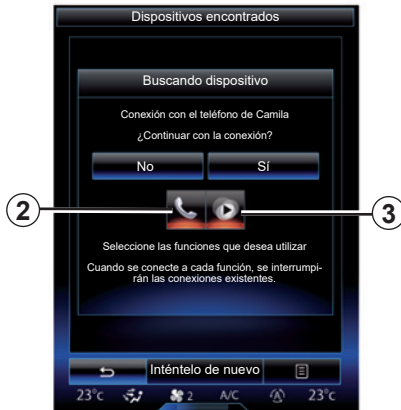 Dispositivos encontrados
Buscando dispositivo
Conexión con el teléfono de Camila
¿Continuar con la conexión?
No
Sí
2
3
Seleccione las funciones que desea utilizar
Cuando se conecte a cada función, se interrumpi-
rán las conexiones existentes.
Inténtelo de nuevo
23°c
2
A/C
A
23°c